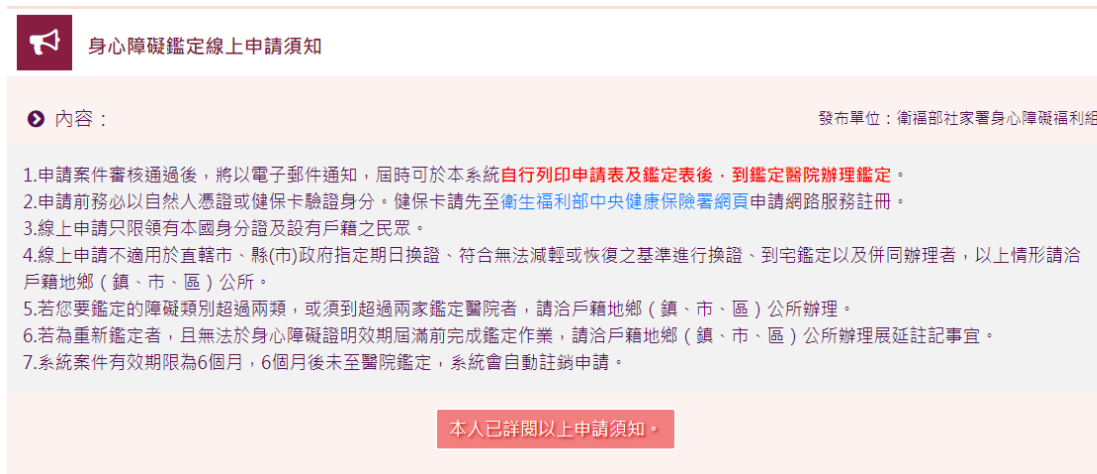 身心障礙鑑定線上申請須知
內容：
發布單位：衛福部社家署身心障礙福利組
1.申請案件審核通過後，將以電子郵件通知，屆時可於本系統自行列印申請表及鑑定表後，到鑑定醫院辦理鑑定。
2.申請前務必以自然人憑證或健保卡驗證身分。健保卡請先至衛生福利部中央健康保險署網頁申請網路服務註冊。
3.線上申請只限領有本國身分證及設有戶籍之民眾。
4.線上申請不適用於直轄市、縣(市)政府指定期日換證、符合無法減輕或恢復之基準進行換證、到宅鑑定以及併同辦理者，以上情形請洽
戶籍地鄉（鎮、市、區）公所。
5.若您要鑑定的障礙類別超過兩類，或須到超過兩家鑑定醫院者，請洽戶籍地鄉（鎮、市、區）公所辦理。
6.若為重新鑑定者，且無法於身心障礙證明效期屆滿前完成鑑定作業，請洽戶籍地鄉（鎮、市、區）公所辦理展延註記事宜。
7.系統案件有效期限為6個月，6個月後未至醫院鑑定，系統會自動註銷申請。
本人已詳閱以上申請須知。